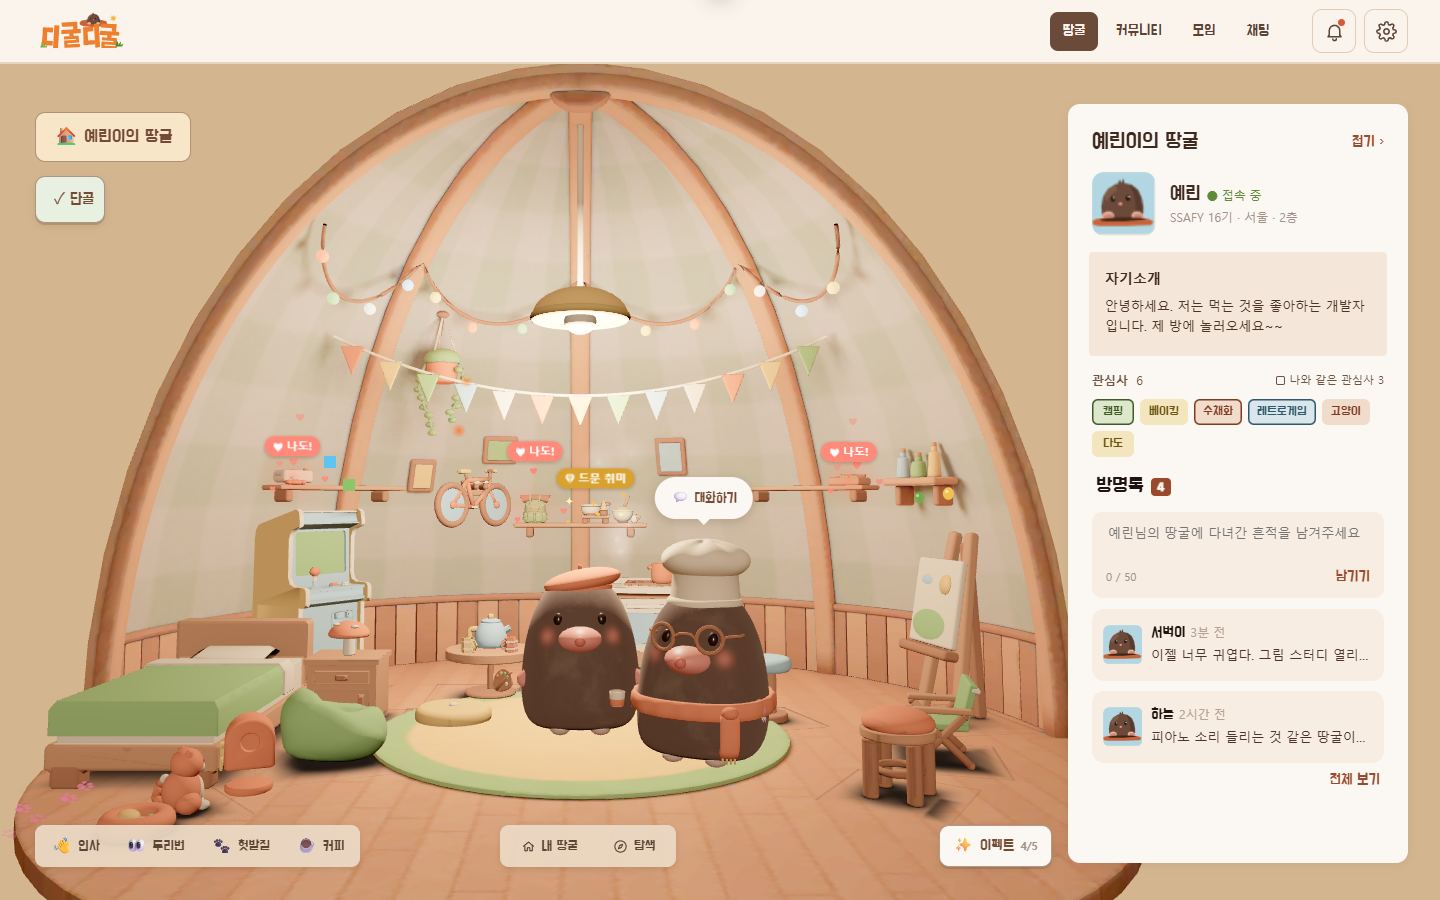 디굴디굴
땅굴
커뮤니티
모임
채팅
예린이의 땅굴
✓ 단골
나도!
나도!
드문 취미
나도!
대화하기
인사
두리번
헛발질
커피
내 땅굴
탐색
이펙트 4/5
예린이의 땅굴
접기 ›
예린 ● 접속 중
SSAFY 16기 · 서울 · 2층
자기소개
안녕하세요. 저는 먹는 것을 좋아하는 개발자
입니다. 제 방에 놀러오세요~~
관심사 6
나와 같은 관심사 3
캠핑
베이킹
수채화
레트로게임
고양이
다도
방명록 4
예린님의 땅굴에 다녀간 흔적을 남겨주세요
0 / 50
남기기
서벅이 3분 전
이젤 너무 귀엽다. 그림 스터디 열리...
하늘 2시간 전
피아노 소리 들리는 것 같은 땅굴이...
전체 보기